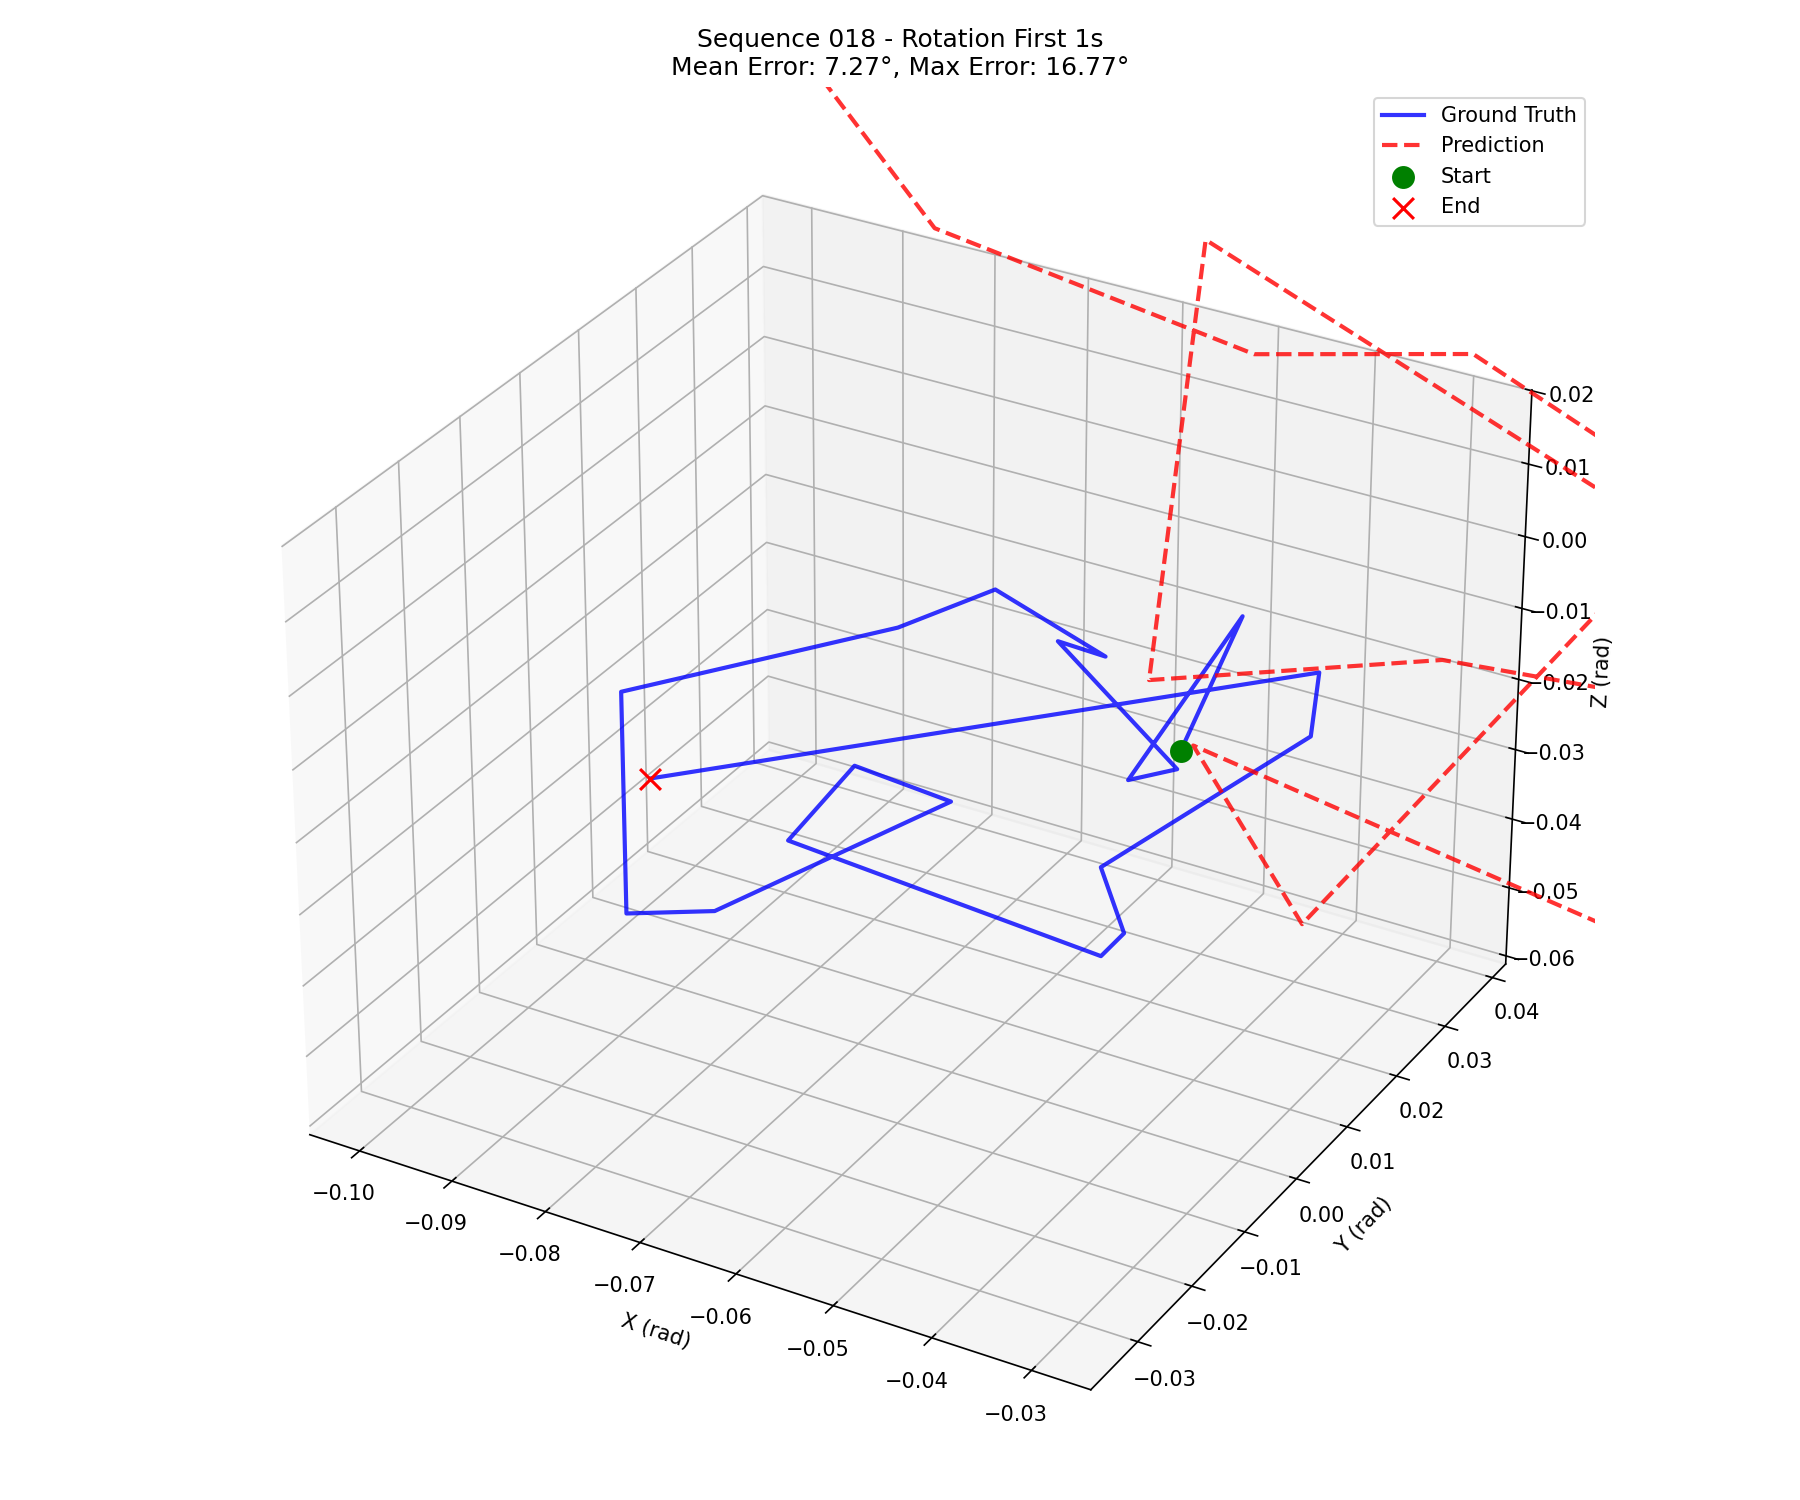 Sequence 018 - Rotation First 1s
Mean Error: 7.27°, Max Error: 16.77°
Ground Truth
Prediction
Start
End
0.02
0.01
0.00
−0.01
−0.02
−0.03
−0.04
−0.05
−0.06
Z (rad)
0.04
0.03
0.02
0.01
0.00
−0.01
−0.02
−0.03
Y (rad)
−0.10
−0.09
−0.08
−0.07
−0.06
−0.05
−0.04
−0.03
X (rad)